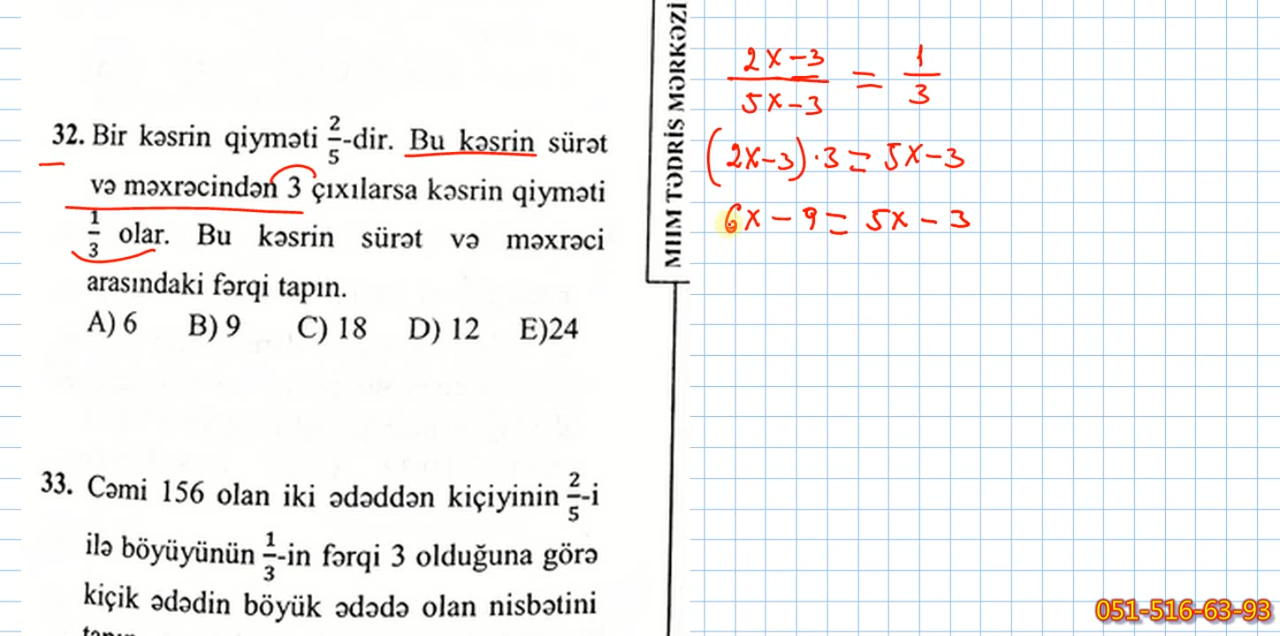 32. Bir kəsrin qiyməti 2/5-dir. Bu kəsrin sürət
və məxrəcindən 3 çıxılarsa kəsrin qiyməti
1/3 olar. Bu kəsrin sürət və məxrəci
arasındakı fərqi tapın.
A) 6 B) 9 C) 18 D) 12 E)24
33. Cəmi 156 olan iki ədəddən kiçiyinin 2/5-i
ilə böyüyünün 1/3-in fərqi 3 olduğuna görə
kiçik ədədin böyük ədədə olan nisbətini
MHM TƏDRİS MƏRKƏZİ
2x-3/5x-3 = 1/3
(2x-3)·3=5x-3
6x-9=5x-3
051-516-63-93